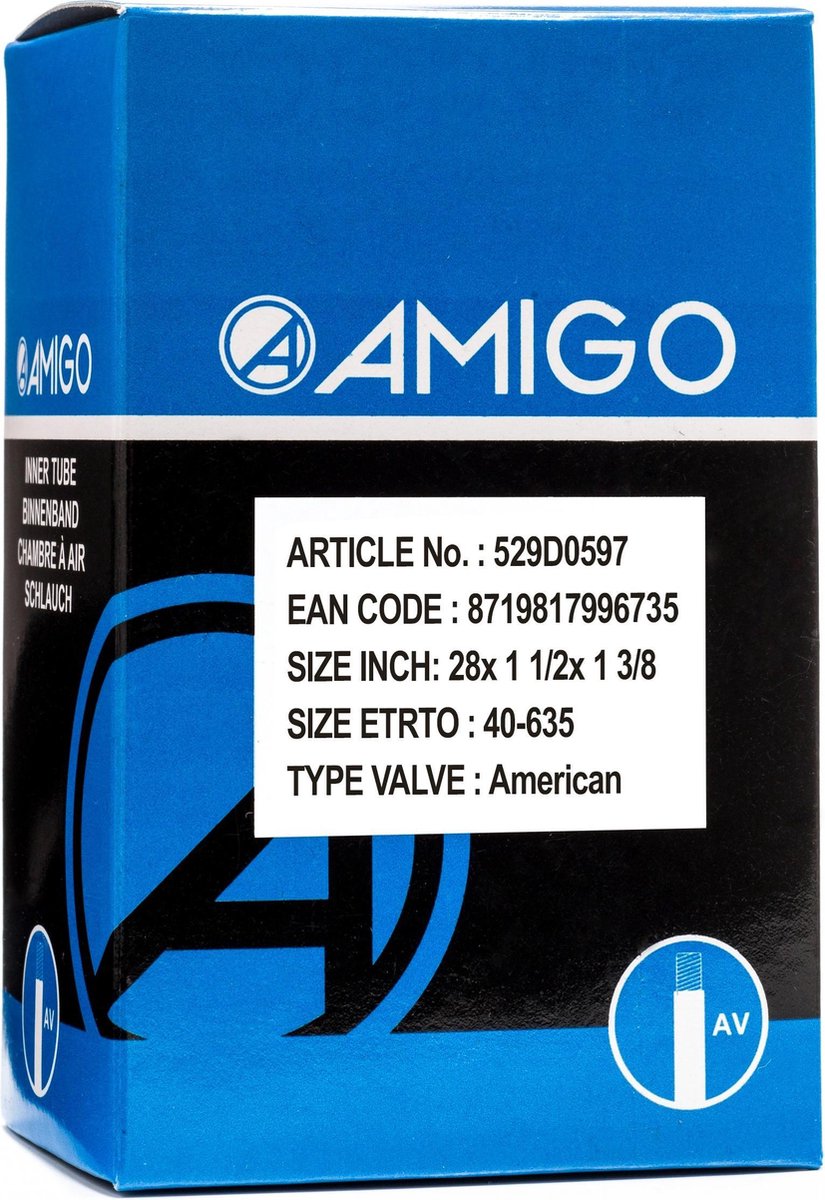 AMIGO
AMIGO
INNER TUBE
BINNENBAND
CHAMBRE À AIR
SCHLAUCH
ARTICLE No. : 529D0597
EAN CODE : 8719817996735
SIZE INCH: 28x 1 1/2x 1 3/8
SIZE ETRTO : 40-635
TYPE VALVE : American
AV
AV